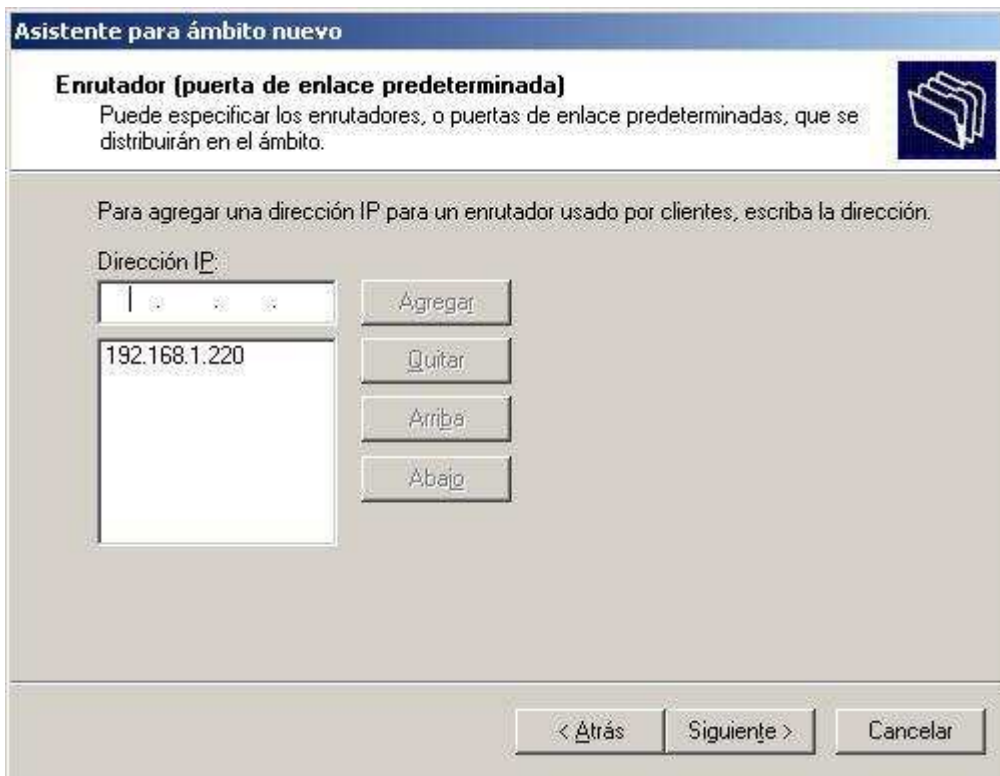 Asistente para ámbito nuevo
Enrutador (puerta de enlace predeterminada)
Puede especificar los enrutadores, o puertas de enlace predeterminadas, que se
distribuirán en el ámbito.
Para agregar una dirección IP para un enrutador usado por clientes, escriba la dirección.
Dirección IP:
. . .
Agregar
192.168.1.220
Quitar
Arriba
Abajo
< Atrás
Siguiente >
Cancelar